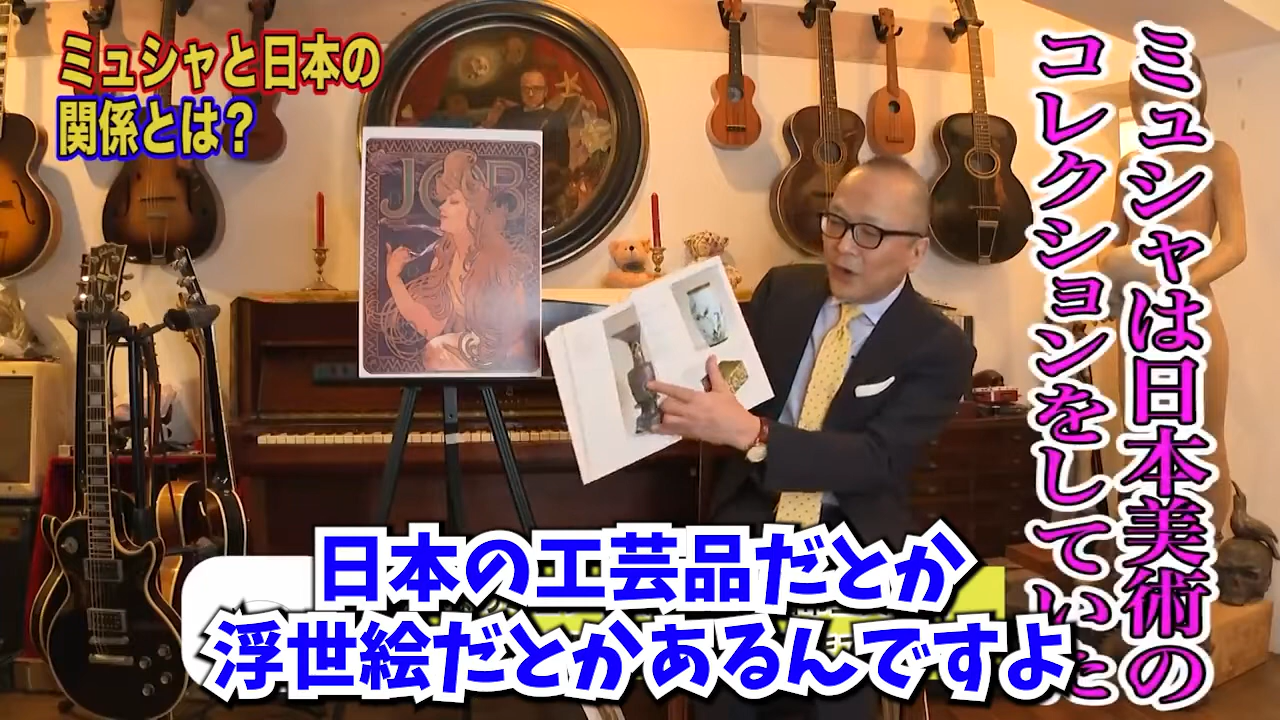 ミュシャと日本の
関係とは？
ミュシャは日本美術の
コレクションをしていた
JOB
日本の工芸品だとか
浮世絵だとかあるんですよ